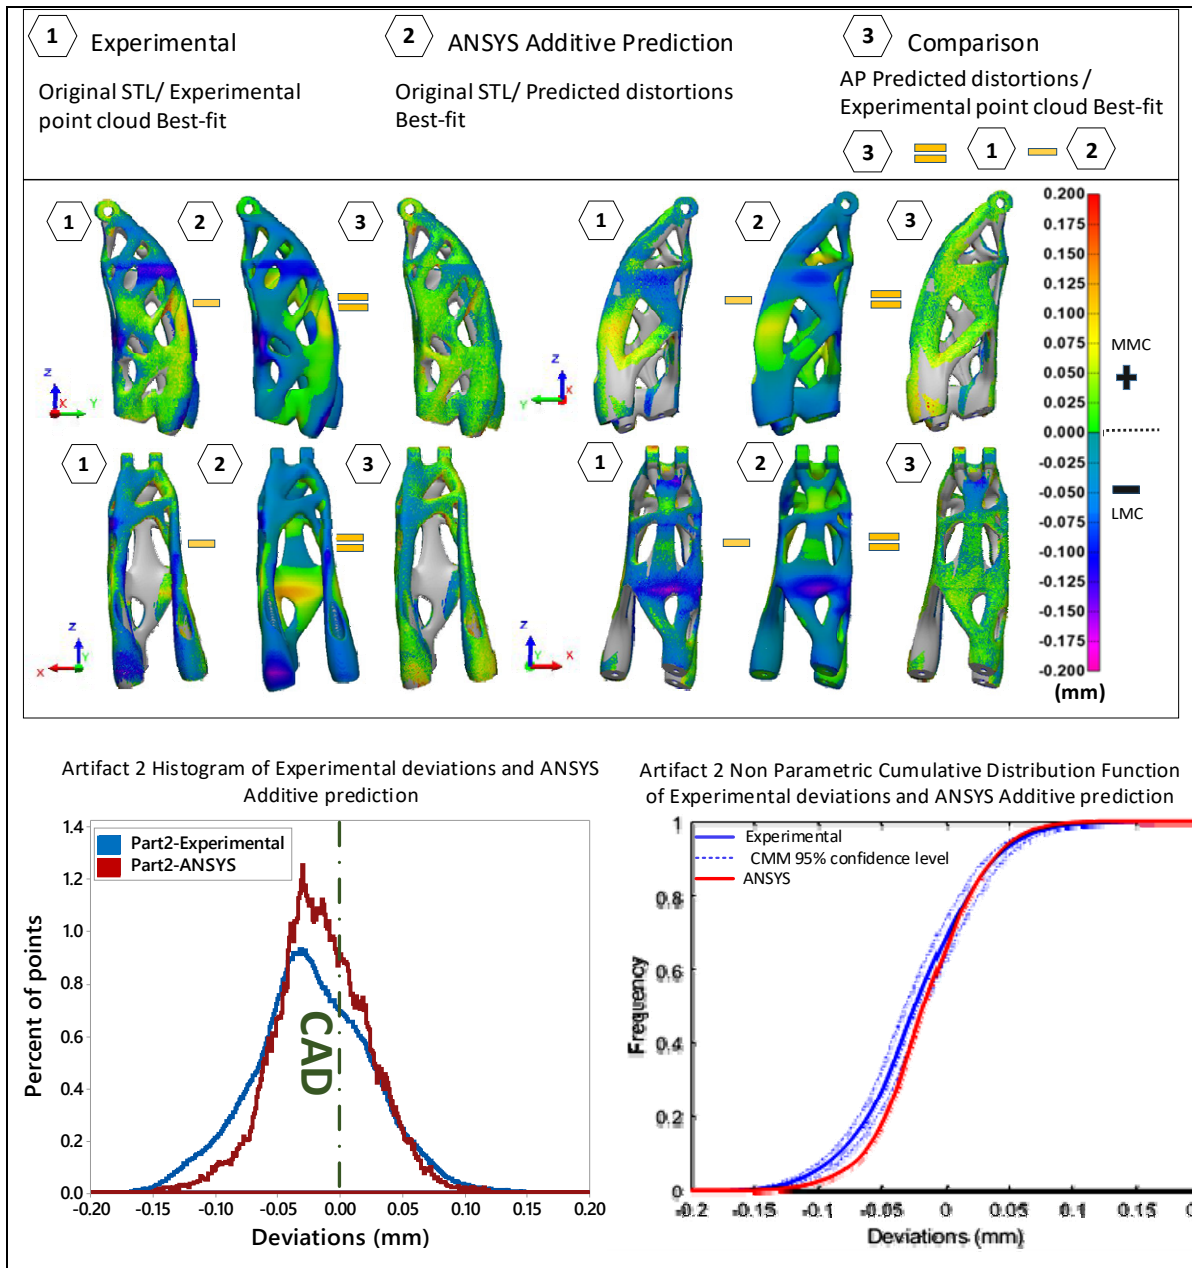 1 Experimental
2 ANSYS Additive Prediction
3 Comparison
Original STL/ Experimental
point cloud Best-fit
Original STL/ Predicted distortions
Best-fit
AP Predicted distortions /
Experimental point cloud Best-fit
3 = 1 - 2
1 - 2 = 3
1 - 2 = 3
Z X Y
Z Y X
1 - 2 = 3
1 - 2 = 3
Z X Y
Z Y X
0.200
0.175
0.150
0.125
0.100
0.075
0.050
0.025
0.000
-0.025
-0.050
-0.075
-0.100
-0.125
-0.150
-0.175
-0.200
(mm)
MMC
+
-
LMC
Artifact 2 Histogram of Experimental deviations and ANSYS
Additive prediction
Part2-Experimental
Part2-ANSYS
CAD
Percent of points
1.4
1.2
1.0
0.8
0.6
0.4
0.2
0.0
-0.20 -0.15 -0.10 -0.05 0.00 0.05 0.10 0.15 0.20
Deviations (mm)
Artifact 2 Non Parametric Cumulative Distribution Function
of Experimental deviations and ANSYS Additive prediction
Experimental
CMM 95% confidence level
ANSYS
Frequency
1
0.8
0.6
0.4
0.2
0
-0.2 -0.15 -0.1 -0.05 0 0.05 0.1 0.15 0.
Deviations (mm)